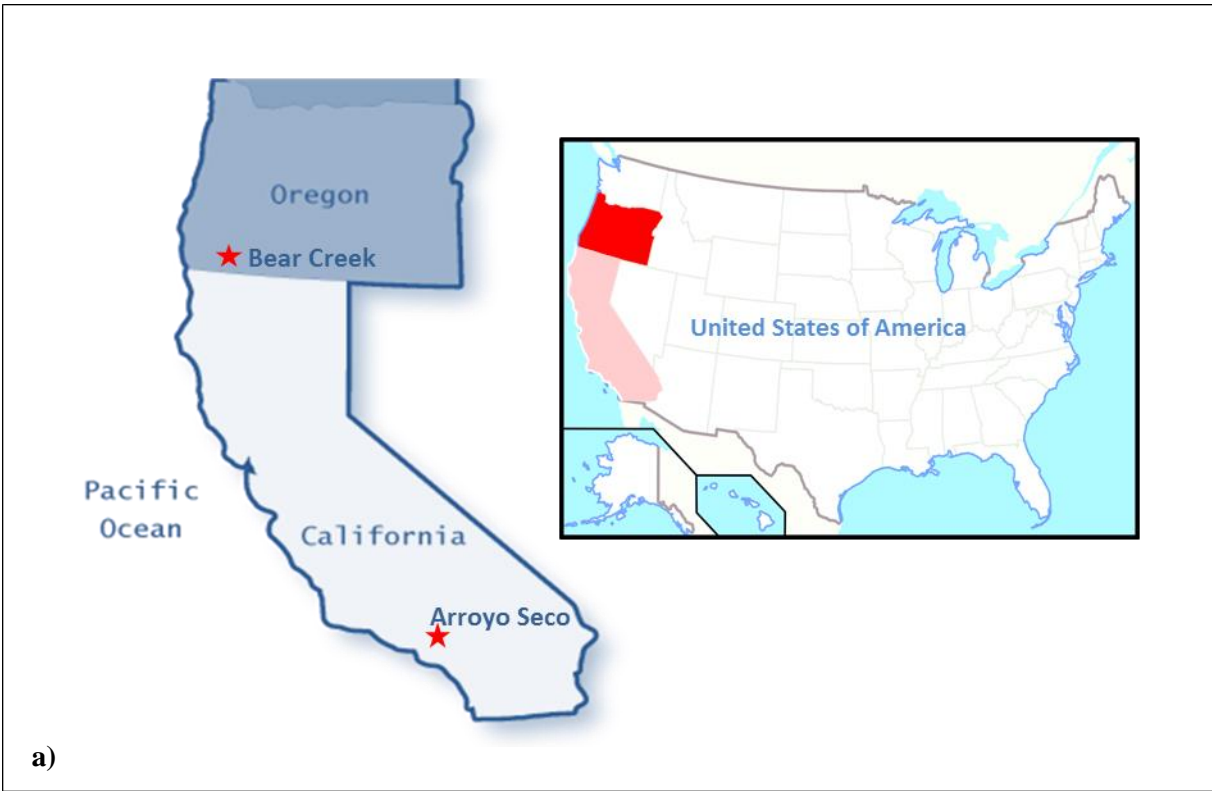 Oregon
Bear Creek
United States of America
Pacific
Ocean
California
Arroyo Seco
a)